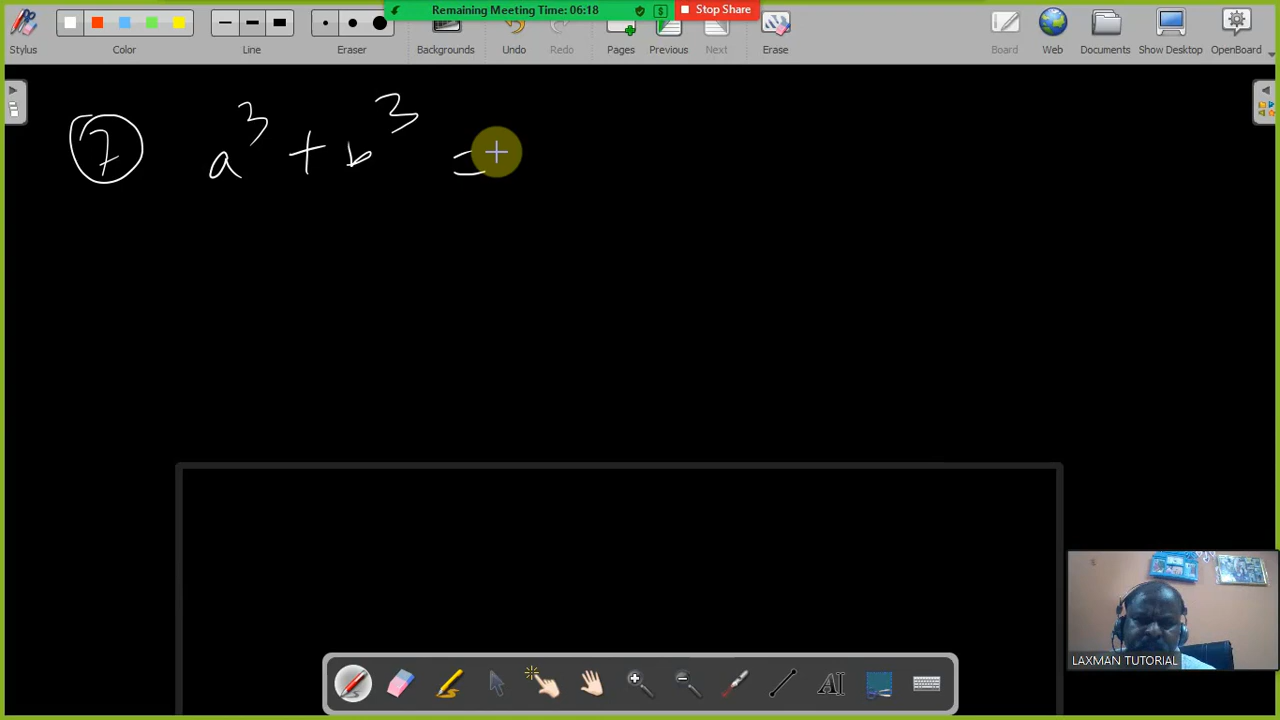 Remaining Meeting Time: 06:18
Stop Share
Stylus
Color
Line
Eraser
Backgrounds
Undo
Redo
Pages
Previous
Next
Erase
Board
Web
Documents
Show Desktop
OpenBoard
⑦ a³ + b³ =
LAXMAN TUTORIAL